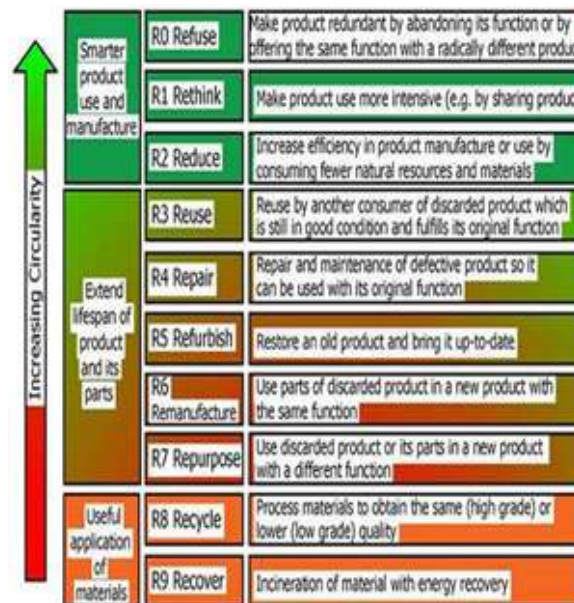 Increasing Circularity
Smarter
product
use and
manufacture
R0 Refuse
Make product redundant by abandoning its function or by
offering the same function with a radically different produc
R1 Rethink
Make product use more intensive (e.g. by sharing produc
R2 Reduce
Increase efficiency in product manufacture or use by
consuming fewer natural resources and materials
Extend
lifespan of
product
and its
parts
R3 Reuse
Reuse by another consumer of discarded product which
is still in good condition and fulfills its original function
R4 Repair
Repair and maintenance of defective product so it
can be used with its original function
R5 Refurbish
Restore an old product and bring it up-to-date
R6
Remanufacture
Use parts of discarded product in a new product with
the same function
R7 Repurpose
Use discarded product or its parts in a new product
with a different function
Useful
application
of
materials
R8 Recycle
Process materials to obtain the same (high grade) or
lower (low grade) quality
R9 Recover
Incineration of material with energy recovery